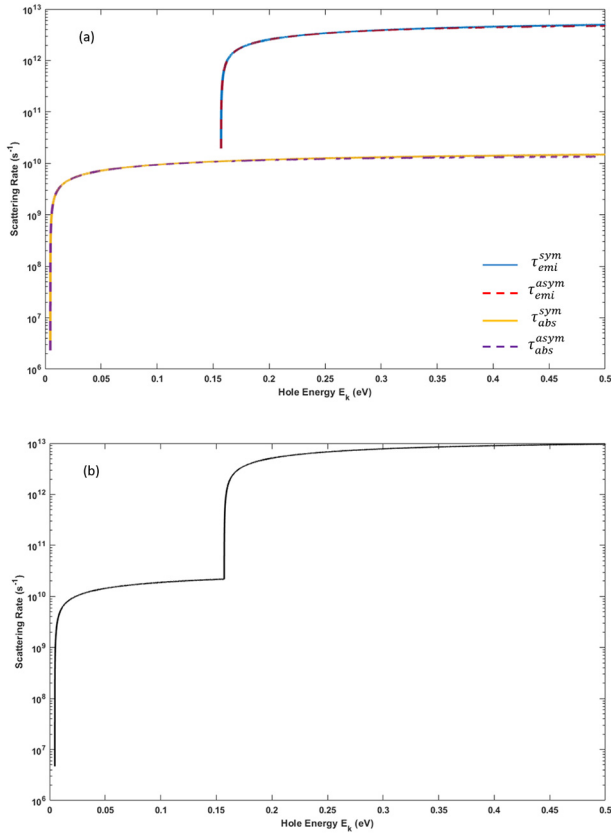 (a)
10^13
10^12
10^11
10^10
10^9
10^8
10^7
10^6
Scattering Rate (s^-1)
τ_emi^sym
τ_emi^asym
τ_abs^sym
τ_abs^asym
0 0.05 0.1 0.15 0.2 0.25 0.3 0.35 0.4 0.45 0.5
Hole Energy E_k (eV)
(b)
10^13
10^12
10^11
10^10
10^9
10^8
10^7
10^6
Scattering Rate (s^-1)
0 0.05 0.1 0.15 0.2 0.25 0.3 0.35 0.4 0.45 0.5
Hole Energy E_k (eV)